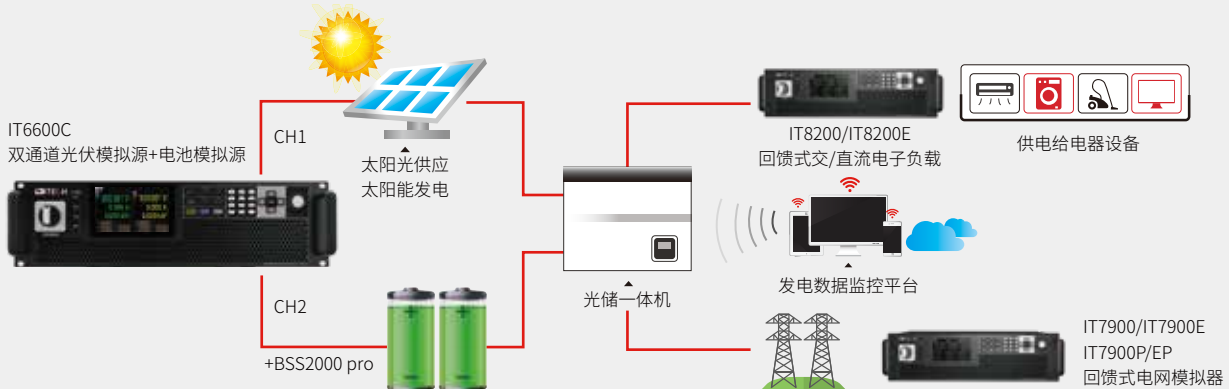 IT6600C
双通道光伏模拟源+电池模拟源
CH1
太阳光供应
太阳能发电
CH2
+BSS2000 pro
光储一体机
IT8200/IT8200E
回馈式交/直流电子负载
供电给电器设备
发电数据监控平台
IT7900/IT7900E
IT7900P/EP
回馈式电网模拟器